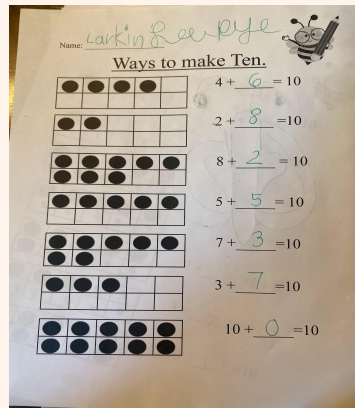 Name: Larkin Lee Rye
Ways to make Ten.
4 + 6 = 10
2 + 8 =10
8 + 2 = 10
5 + 5 = 10
7 + 3 =10
3 + 7 =10
10 + 0 =10